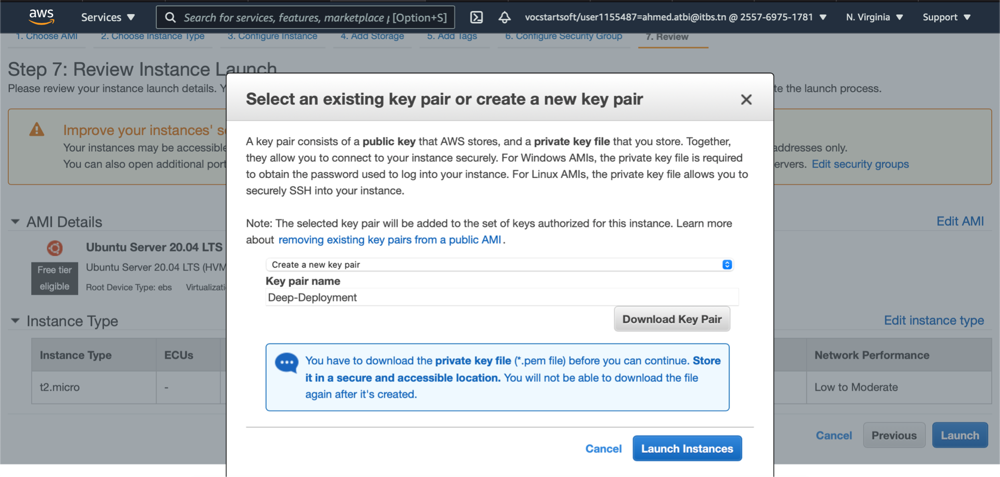 aws
Services
Search for services, features, marketplace p [Option+S]
vocstartsoft/user1155487=ahmed.atbi@itbs.tn @ 2557-6975-1781
N. Virginia
Support
1. Choose AMI
2. Choose Instance Type
3. Configure Instance
4. Add Storage
5. Add Tags
6. Configure Security Group
7. Review
Step 7: Review Instance Launch
Please review your instance launch details. Y
te the launch process.
Improve your instances' se
Your instances may be accessible
addresses only.
You can also open additional port
ervers. Edit security groups
AMI Details
Edit AMI
Ubuntu Server 20.04 LTS
Free tier
eligible
Ubuntu Server 20.04 LTS (HVM
Root Device Type: ebs
Virtualizati
Instance Type
Edit instance type
Instance Type
ECUs
Network Performance
t2.micro
-
Low to Moderate
Cancel
Previous
Launch
Select an existing key pair or create a new key pair
A key pair consists of a public key that AWS stores, and a private key file that you store. Together,
they allow you to connect to your instance securely. For Windows AMIs, the private key file is required
to obtain the password used to log into your instance. For Linux AMIs, the private key file allows you to
securely SSH into your instance.
Note: The selected key pair will be added to the set of keys authorized for this instance. Learn more
about removing existing key pairs from a public AMI.
Create a new key pair
Key pair name
Deep-Deployment
Download Key Pair
You have to download the private key file (*.pem file) before you can continue. Store
it in a secure and accessible location. You will not be able to download the file
again after it's created.
Cancel
Launch Instances